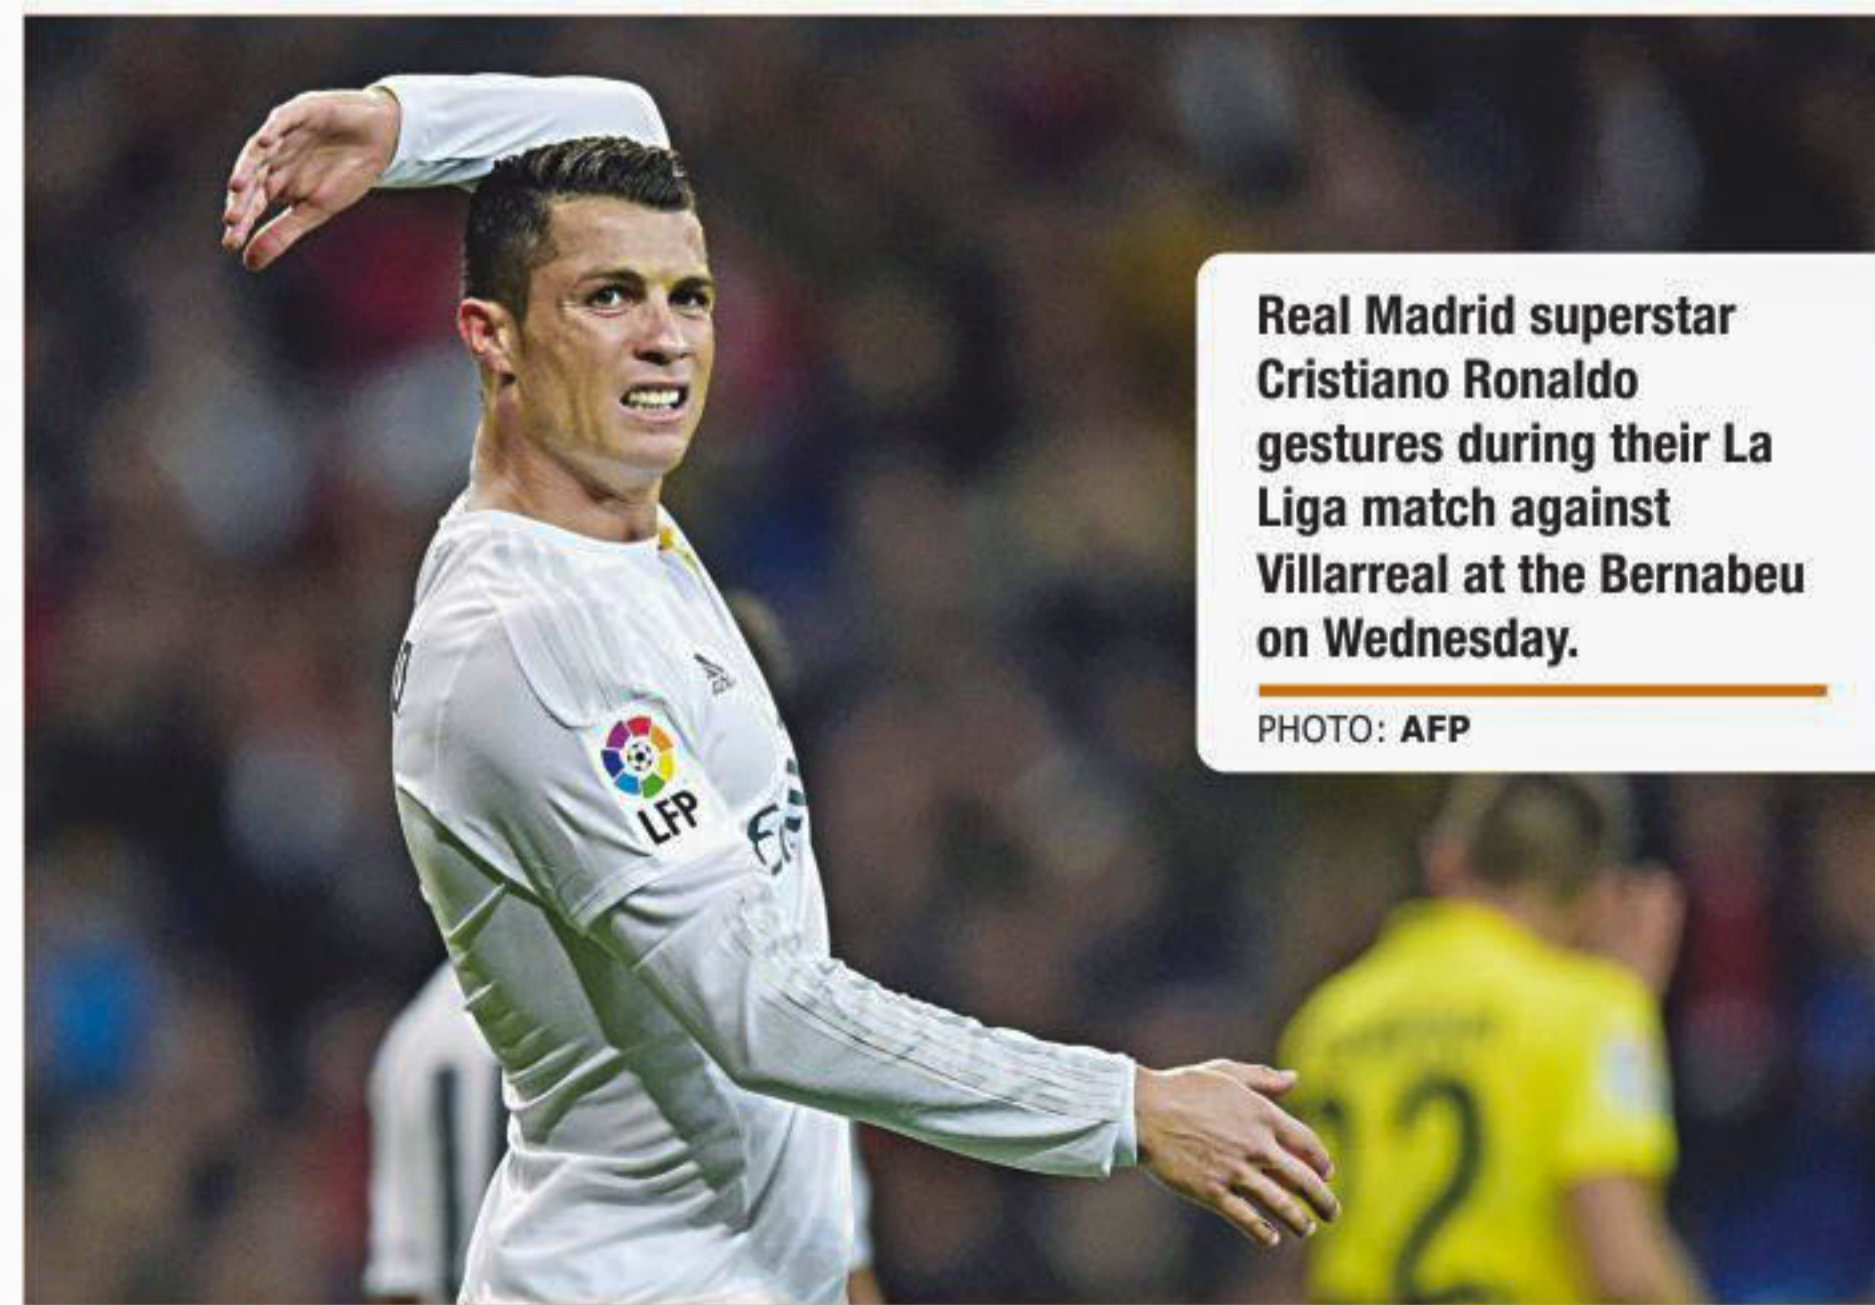 Real Madrid superstar
Cristiano Ronaldo
gestures during their La
Liga match against
Villarreal at the Bernabeu
on Wednesday.
PHOTO: AFP
LFP
12